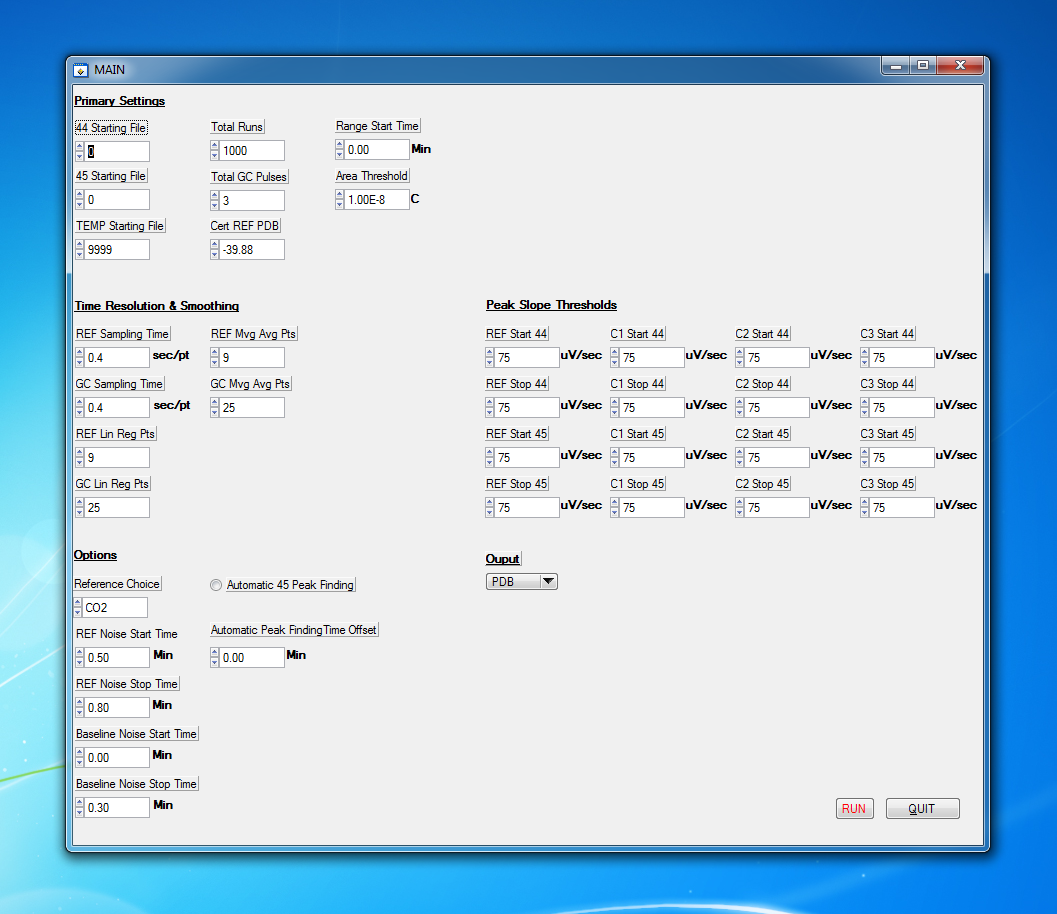 MAIN
Primary Settings
44 Starting File Total Runs Range Start Time
0 1000 0.00 Min
45 Starting File Total GC Pulses Area Threshold
0 3 1.00E-8 C
TEMP Starting File Cert REF PDB
9999 -39.88
Time Resolution & Smoothing
REF Sampling Time REF Mvg Avg Pts
0.4 sec/pt 9
GC Sampling Time GC Mvg Avg Pts
0.4 sec/pt 25
REF Lin Reg Pts
9
GC Lin Reg Pts
25
Peak Slope Thresholds
REF Start 44 C1 Start 44 C2 Start 44 C3 Start 44
75 uV/sec 75 uV/sec 75 uV/sec 75 uV/sec
REF Stop 44 C1 Stop 44 C2 Stop 44 C3 Stop 44
75 uV/sec 75 uV/sec 75 uV/sec 75 uV/sec
REF Start 45 C1 Start 45 C2 Start 45 C3 Start 45
75 uV/sec 75 uV/sec 75 uV/sec 75 uV/sec
REF Stop 45 C1 Stop 45 C2 Stop 45 C3 Stop 45
75 uV/sec 75 uV/sec 75 uV/sec 75 uV/sec
Options
Reference Choice Automatic 45 Peak Finding
CO2
REF Noise Start Time Automatic Peak FindingTime Offset
0.50 Min 0.00 Min
REF Noise Stop Time
0.80 Min
Baseline Noise Start Time
0.00 Min
Baseline Noise Stop Time
0.30 Min
Ouput
PDB
RUN QUIT